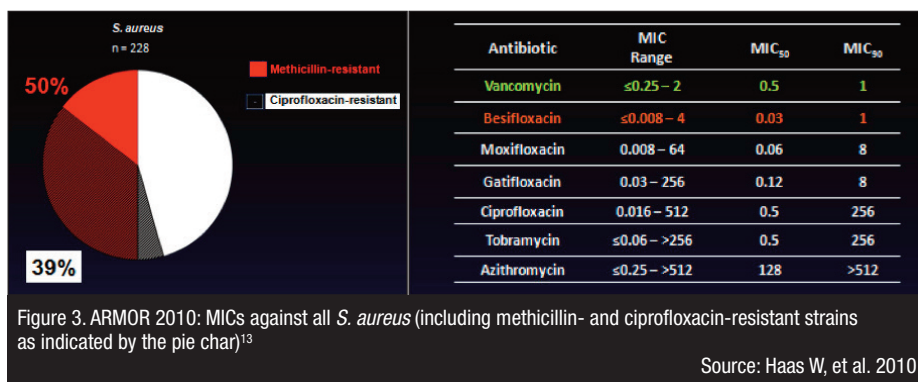 S. aureus
n = 228
50%
Methicillin-resistant
Ciprofloxacin-resistant
39%
Antibiotic MIC Range MIC₅₀ MIC₉₀
Vancomycin ≤0.25 – 2 0.5 1
Besifloxacin ≤0.008 – 4 0.03 1
Moxifloxacin 0.008 – 64 0.06 8
Gatifloxacin 0.03 – 256 0.12 8
Ciprofloxacin 0.016 – 512 0.5 256
Tobramycin ≤0.06 – >256 0.5 256
Azithromycin ≤0.25 – >512 128 >512
Figure 3. ARMOR 2010: MICs against all S. aureus (including methicillin- and ciprofloxacin-resistant strains
as indicated by the pie char)¹³
Source: Haas W, et al. 2010